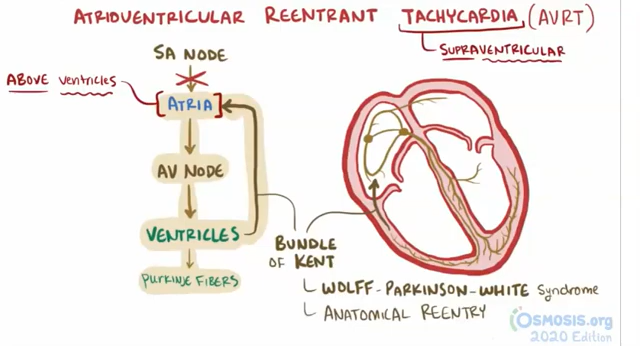 ATRIOVENTRICULAR REENTRANT TACHYCARDIA (AVRT)
SUPRAVENTRICULAR
SA NODE
ABOVE VENTRICLES
[ATRIA]
AV NODE
VENTRICLES
PURKINJE FIBERS
BUNDLE
OF KENT
WOLFF-PARKINSON-WHITE Syndrome
ANATOMICAL REENTRY
OSMOSIS.org
2020 Edition